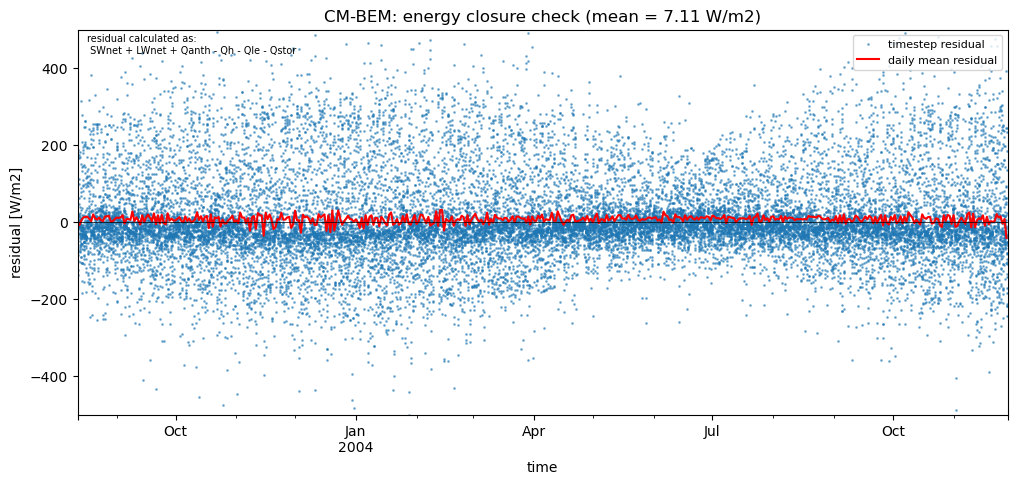 CM-BEM: energy closure check (mean = 7.11 W/m2)
residual calculated as:
SWnet + LWnet + Qanth - Qh - Qle - Qstor
timestep residual
daily mean residual
residual [W/m2]
400
200
0
−200
−400
Oct
Jan
2004
Apr
Jul
Oct
time